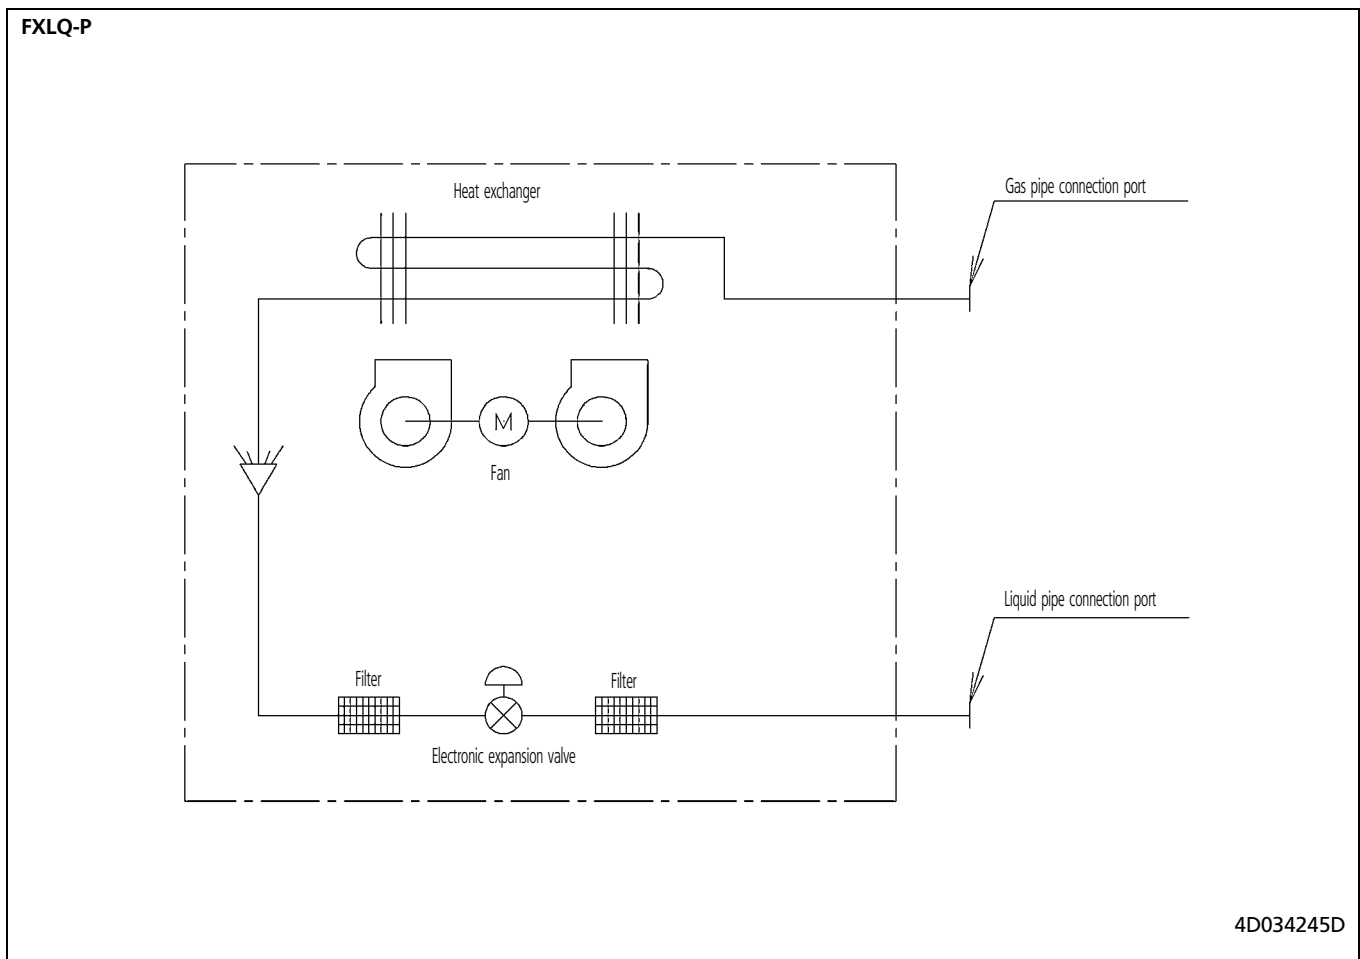 FXLQ-P
Heat exchanger
Gas pipe connection port
M
Fan
Liquid pipe connection port
Filter
Filter
Electronic expansion valve
4D034245D